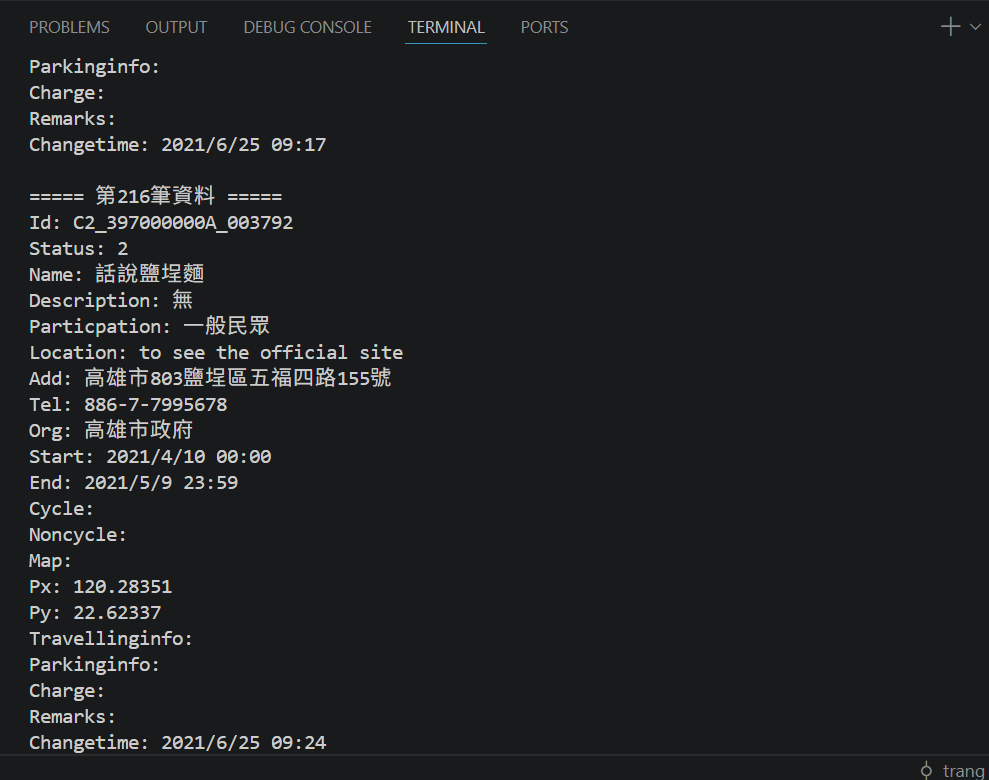 PROBLEMS OUTPUT DEBUG CONSOLE TERMINAL PORTS
Parkinginfo:
Charge:
Remarks:
Changetime: 2021/6/25 09:17
===== 第216筆資料 =====
Id: C2_397000000A_003792
Status: 2
Name: 話說鹽埕麵
Description: 無
Particpation: 一般民眾
Location: to see the official site
Add: 高雄市803鹽埕區五福四路155號
Tel: 886-7-7995678
Org: 高雄市政府
Start: 2021/4/10 00:00
End: 2021/5/9 23:59
Cycle:
Noncycle:
Map:
Px: 120.28351
Py: 22.62337
Travellinginfo:
Parkinginfo:
Charge:
Remarks:
Changetime: 2021/6/25 09:24
trang